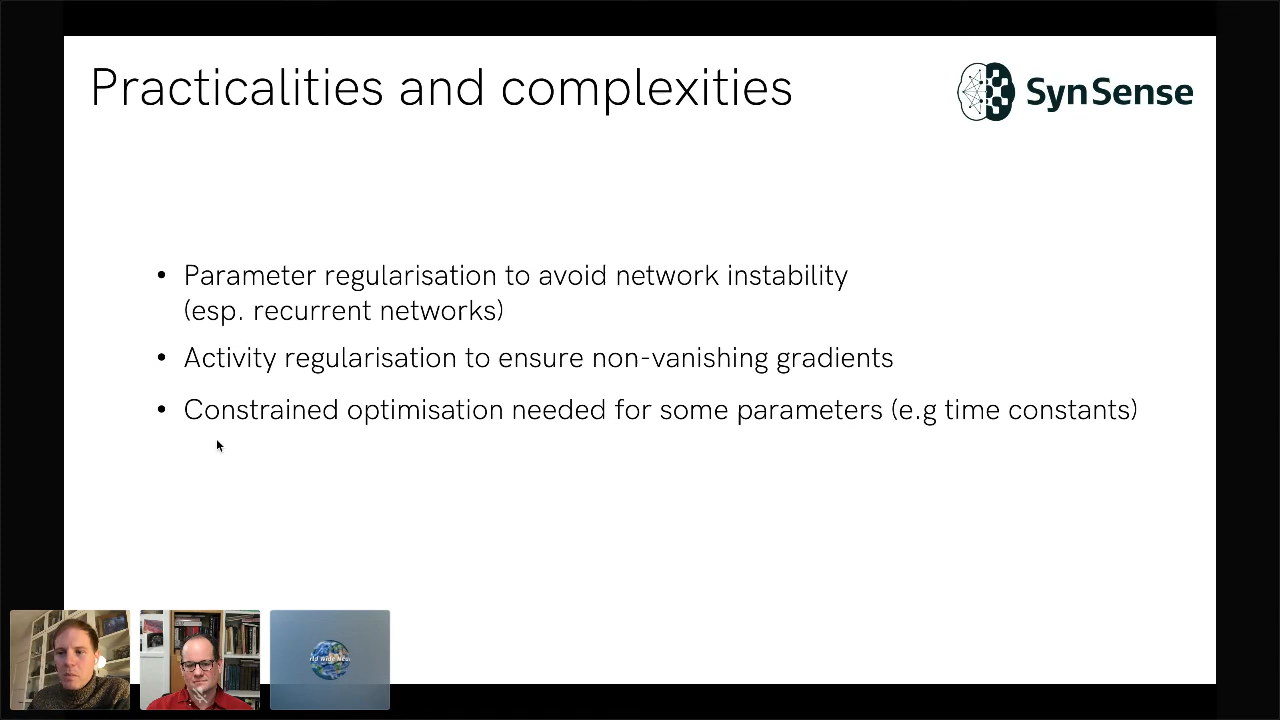 Practicalities and complexities
SynSense
• Parameter regularisation to avoid network instability
(esp. recurrent networks)
• Activity regularisation to ensure non-vanishing gradients
• Constrained optimisation needed for some parameters (e.g time constants)